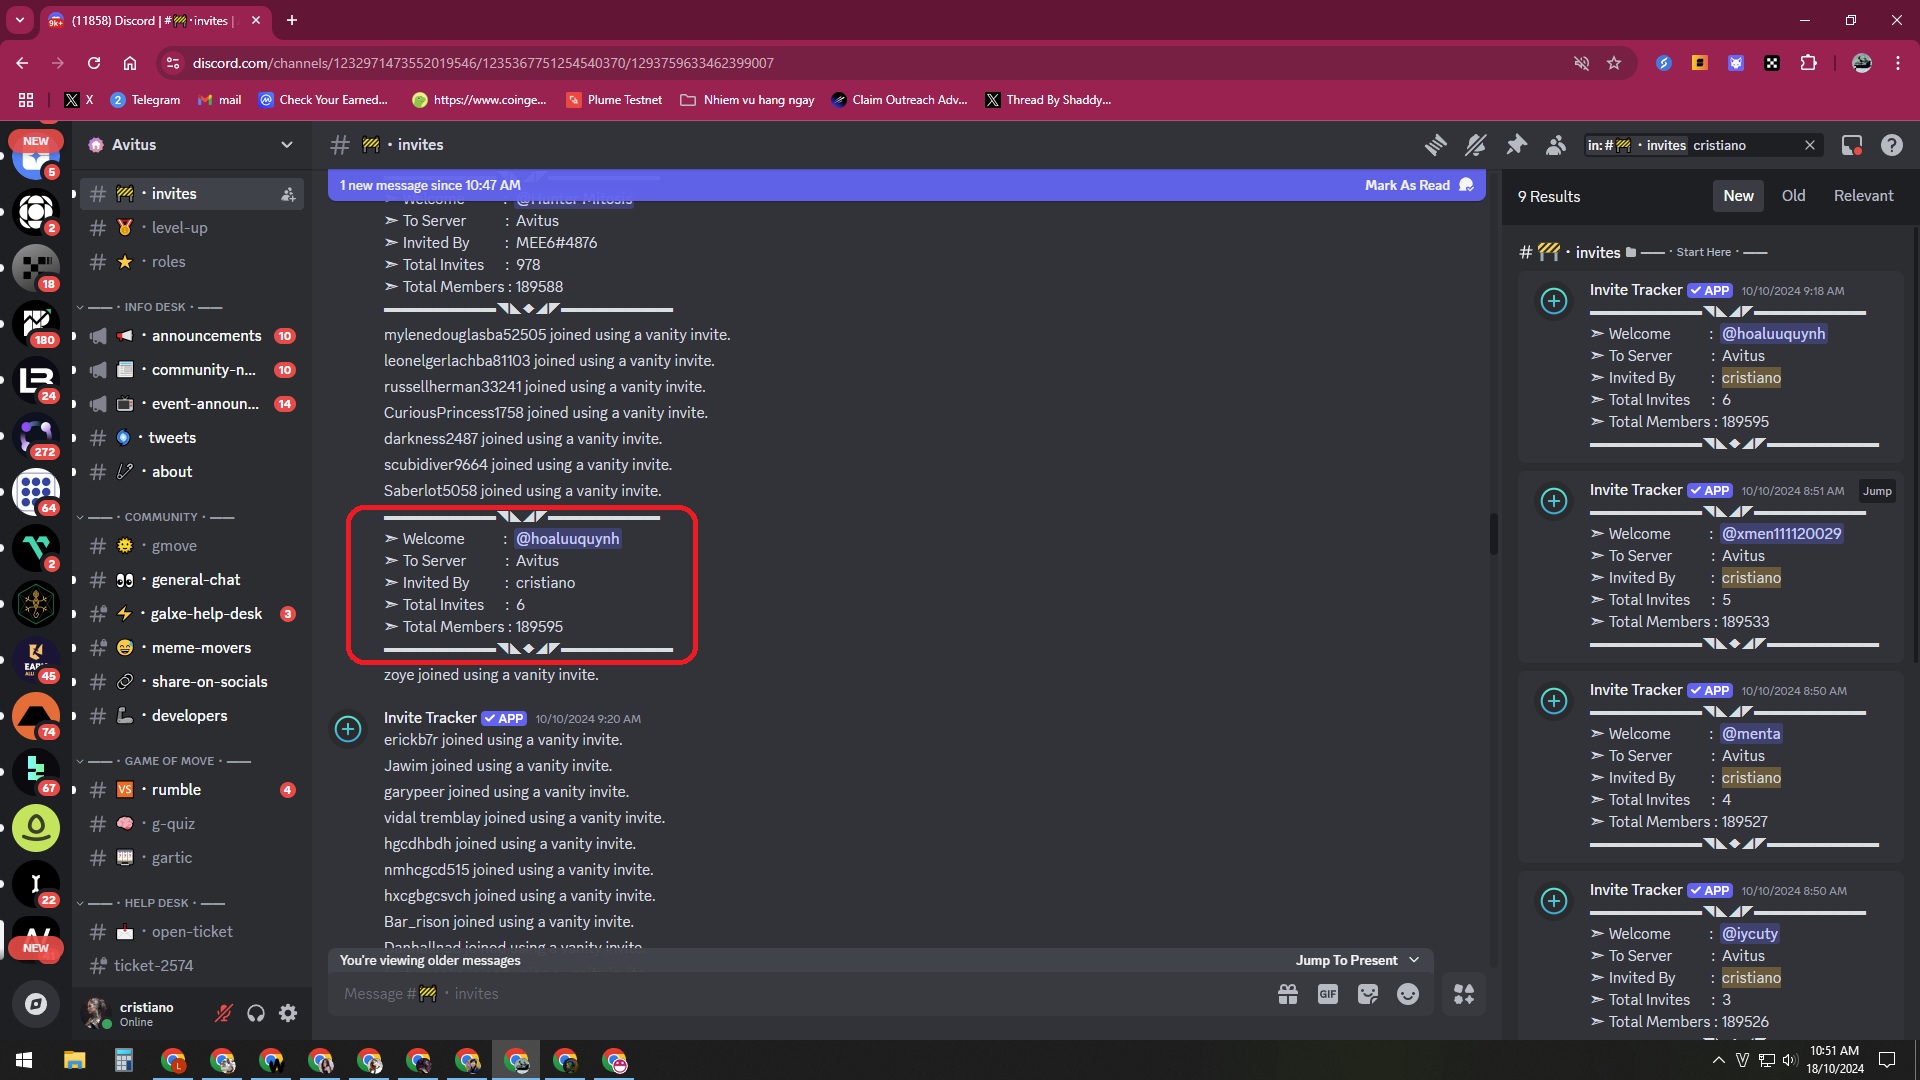 (11858) Discord | #🚧・invites |
discord.com/channels/1232971473552019546/1235367751254540370/1293759633462399007
X
Telegram
mail
Check Your Earned...
https://www.coinge...
Plume Testnet
Nhiem vu hang ngay
Claim Outreach Adv...
Thread By Shaddy...
NEW
5
2
18
180
24
272
64
2
EARN
45
74
67
22
NEW
Avitus
# 🚧・invites
# 🏅・level-up
# ⭐・roles
—— · INFO DESK · ——
📢・announcements 10
📰・community-n... 10
📺・event-announ... 14
#・tweets
#・about
—— · COMMUNITY · ——
# 🌞・gmove
# 👀・general-chat
# ⚡・galxe-help-desk 3
# 😅・meme-movers
# 🔗・share-on-socials
# 🦾・developers
—— · GAME OF MOVE · ——
# 🆚・rumble 4
# 🧠・g-quiz
# ・gartic
—— · HELP DESK · ——
# 📩・open-ticket
# ticket-2574
cristiano
Online
# 🚧・invites
in:#🚧・invites cristiano
1 new message since 10:47 AM
Mark As Read
➣ Welcome : @Hunter Mitosis
➣ To Server : Avitus
➣ Invited By : MEE6#4876
➣ Total Invites : 978
➣ Total Members : 189588
▬▬▬▬▬▬◥◣◆◢◤▬▬▬▬▬▬
mylenedouglasba52505 joined using a vanity invite.
leonelgerlachba81103 joined using a vanity invite.
russellherman33241 joined using a vanity invite.
CuriousPrincess1758 joined using a vanity invite.
darkness2487 joined using a vanity invite.
scubidiver9664 joined using a vanity invite.
Saberlot5058 joined using a vanity invite.
▬▬▬▬▬▬◥◣◢◤▬▬▬▬▬▬
➣ Welcome : @hoaluuquynh
➣ To Server : Avitus
➣ Invited By : cristiano
➣ Total Invites : 6
➣ Total Members : 189595
▬▬▬▬▬▬◥◣◆◢◤▬▬▬▬▬▬
zoye joined using a vanity invite.
Invite Tracker ✓ APP 10/10/2024 9:20 AM
erickb7r joined using a vanity invite.
Jawim joined using a vanity invite.
garypeer joined using a vanity invite.
vidal tremblay joined using a vanity invite.
hgcdhbdh joined using a vanity invite.
nmhcgcd515 joined using a vanity invite.
hxcgbgcsvch joined using a vanity invite.
Bar_rison joined using a vanity invite.
Danhallnad joined using a vanity invite.
You're viewing older messages
Jump To Present
Message #🚧・invites
GIF
9 Results
New
Old
Relevant
# 🚧・invites —— · Start Here · ——
Invite Tracker ✓ APP 10/10/2024 9:18 AM
▬▬▬▬▬▬◥◣◢◤▬▬▬▬▬▬
➣ Welcome : @hoaluuquynh
➣ To Server : Avitus
➣ Invited By : cristiano
➣ Total Invites : 6
➣ Total Members : 189595
▬▬▬▬▬▬◥◣◆◢◤▬▬▬▬▬▬
Invite Tracker ✓ APP 10/10/2024 8:51 AM
Jump
▬▬▬▬▬▬◥◣◢◤▬▬▬▬▬▬
➣ Welcome : @xmen111120029
➣ To Server : Avitus
➣ Invited By : cristiano
➣ Total Invites : 5
➣ Total Members : 189533
▬▬▬▬▬▬◥◣◆◢◤▬▬▬▬▬▬
Invite Tracker ✓ APP 10/10/2024 8:50 AM
▬▬▬▬▬▬◥◣◢◤▬▬▬▬▬▬
➣ Welcome : @menta
➣ To Server : Avitus
➣ Invited By : cristiano
➣ Total Invites : 4
➣ Total Members : 189527
▬▬▬▬▬▬◥◣◆◢◤▬▬▬▬▬▬
Invite Tracker ✓ APP 10/10/2024 8:50 AM
▬▬▬▬▬▬◥◣◢◤▬▬▬▬▬▬
➣ Welcome : @iycuty
➣ To Server : Avitus
➣ Invited By : cristiano
➣ Total Invites : 3
➣ Total Members : 189526
10:51 AM
18/10/2024